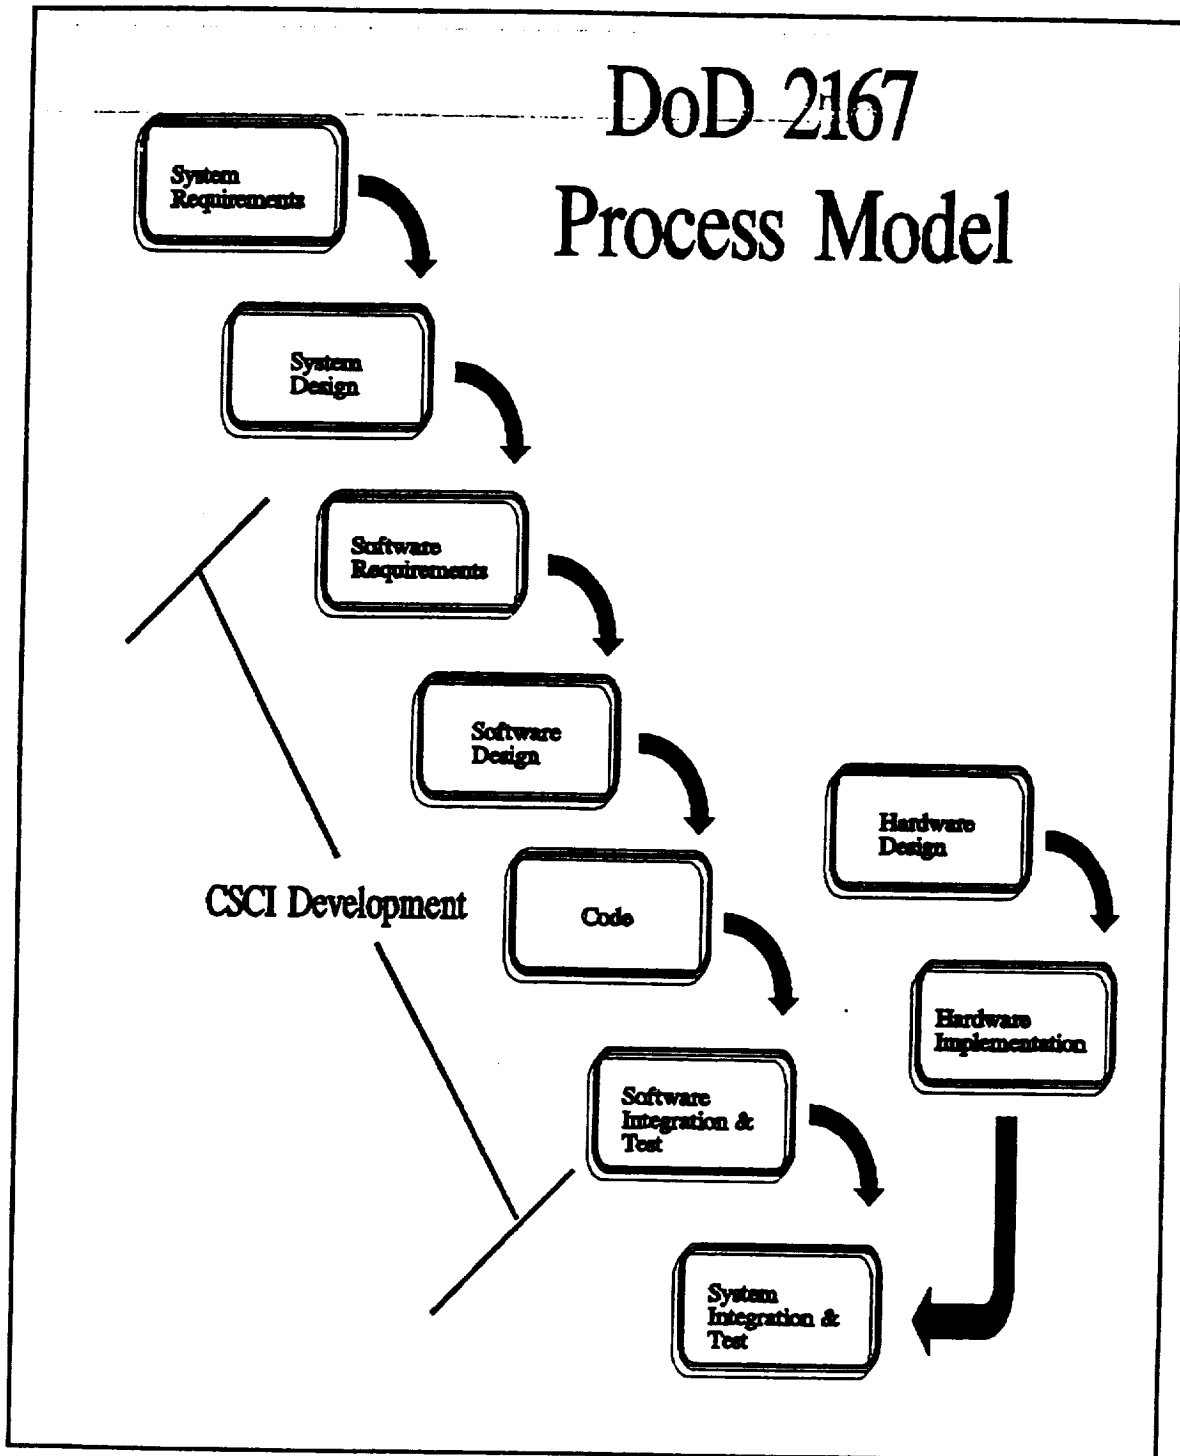 DoD 2167
Process Model
System
Requirements
System
Design
Software
Requirements
Software
Design
Hardware
Design
CSCI Development
Code
Hardware
Implementation
Software
Integration &
Test
System
Integration &
Test